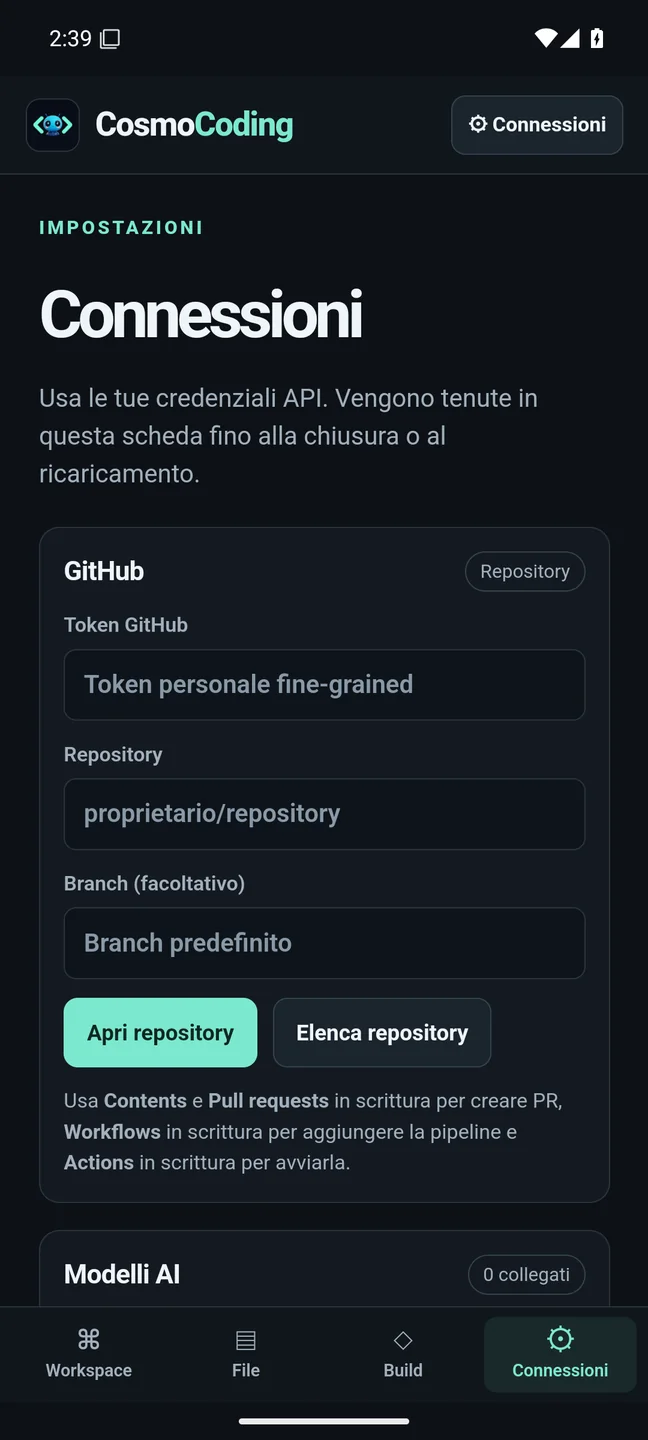 2:39
CosmoCoding
Connessioni
IMPOSTAZIONI
Connessioni
Usa le tue credenziali API. Vengono tenute in
questa scheda fino alla chiusura o al
ricaricamento.
GitHub
Repository
Token GitHub
Token personale fine-grained
Repository
proprietario/repository
Branch (facoltativo)
Branch predefinito
Apri repository
Elenca repository
Usa Contents e Pull requests in scrittura per creare PR,
Workflows in scrittura per aggiungere la pipeline e
Actions in scrittura per avviarla.
Modelli AI
0 collegati
Workspace
File
Build
Connessioni